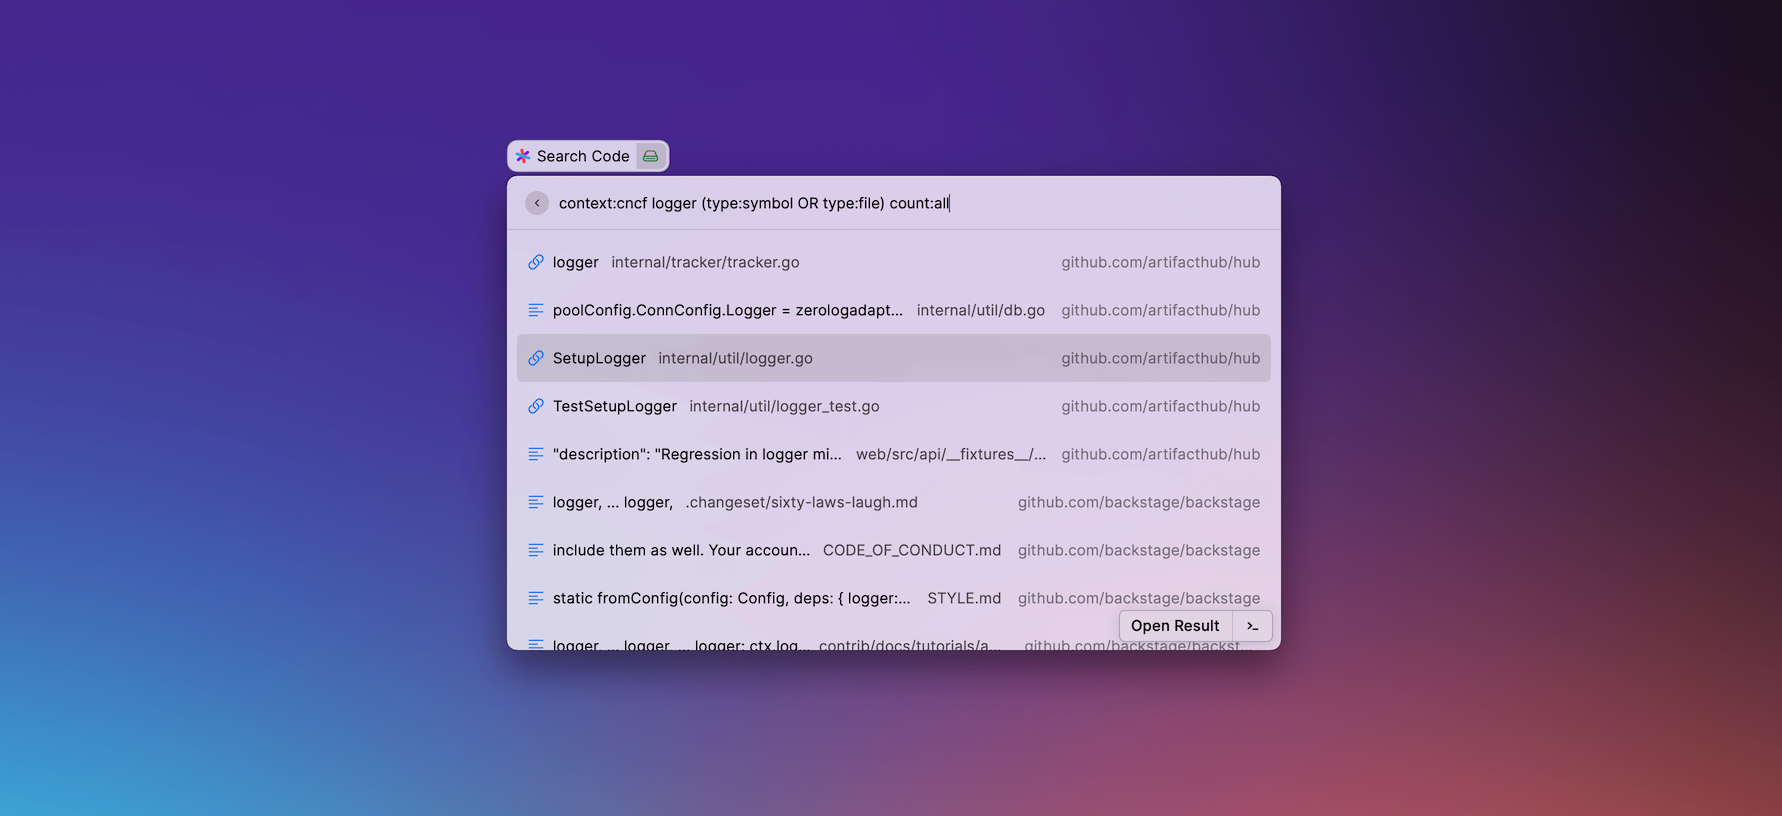 Search Code
context:cncf logger (type:symbol OR type:file) count:all
logger internal/tracker/tracker.go github.com/artifacthub/hub
poolConfig.ConnConfig.Logger = zerologadapt... internal/util/db.go github.com/artifacthub/hub
SetupLogger internal/util/logger.go github.com/artifacthub/hub
TestSetupLogger internal/util/logger_test.go github.com/artifacthub/hub
"description": "Regression in logger mi... web/src/api/__fixtures__/... github.com/artifacthub/hub
logger, ... logger, .changeset/sixty-laws-laugh.md github.com/backstage/backstage
include them as well. Your accoun... CODE_OF_CONDUCT.md github.com/backstage/backstage
static fromConfig(config: Config, deps: { logger:... STYLE.md github.com/backstage/backstage
Open Result
logger, ... logger, ... logger: ctx.log... contrib/docs/tutorials/a... github.com/backstage/backst...